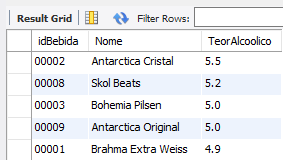 Result Grid Filter Rows:
idBebida Nome TeorAlcoolico
00002 Antarctica Cristal 5.5
00008 Skol Beats 5.2
00003 Bohemia Pilsen 5.0
00009 Antarctica Original 5.0
00001 Brahma Extra Weiss 4.9